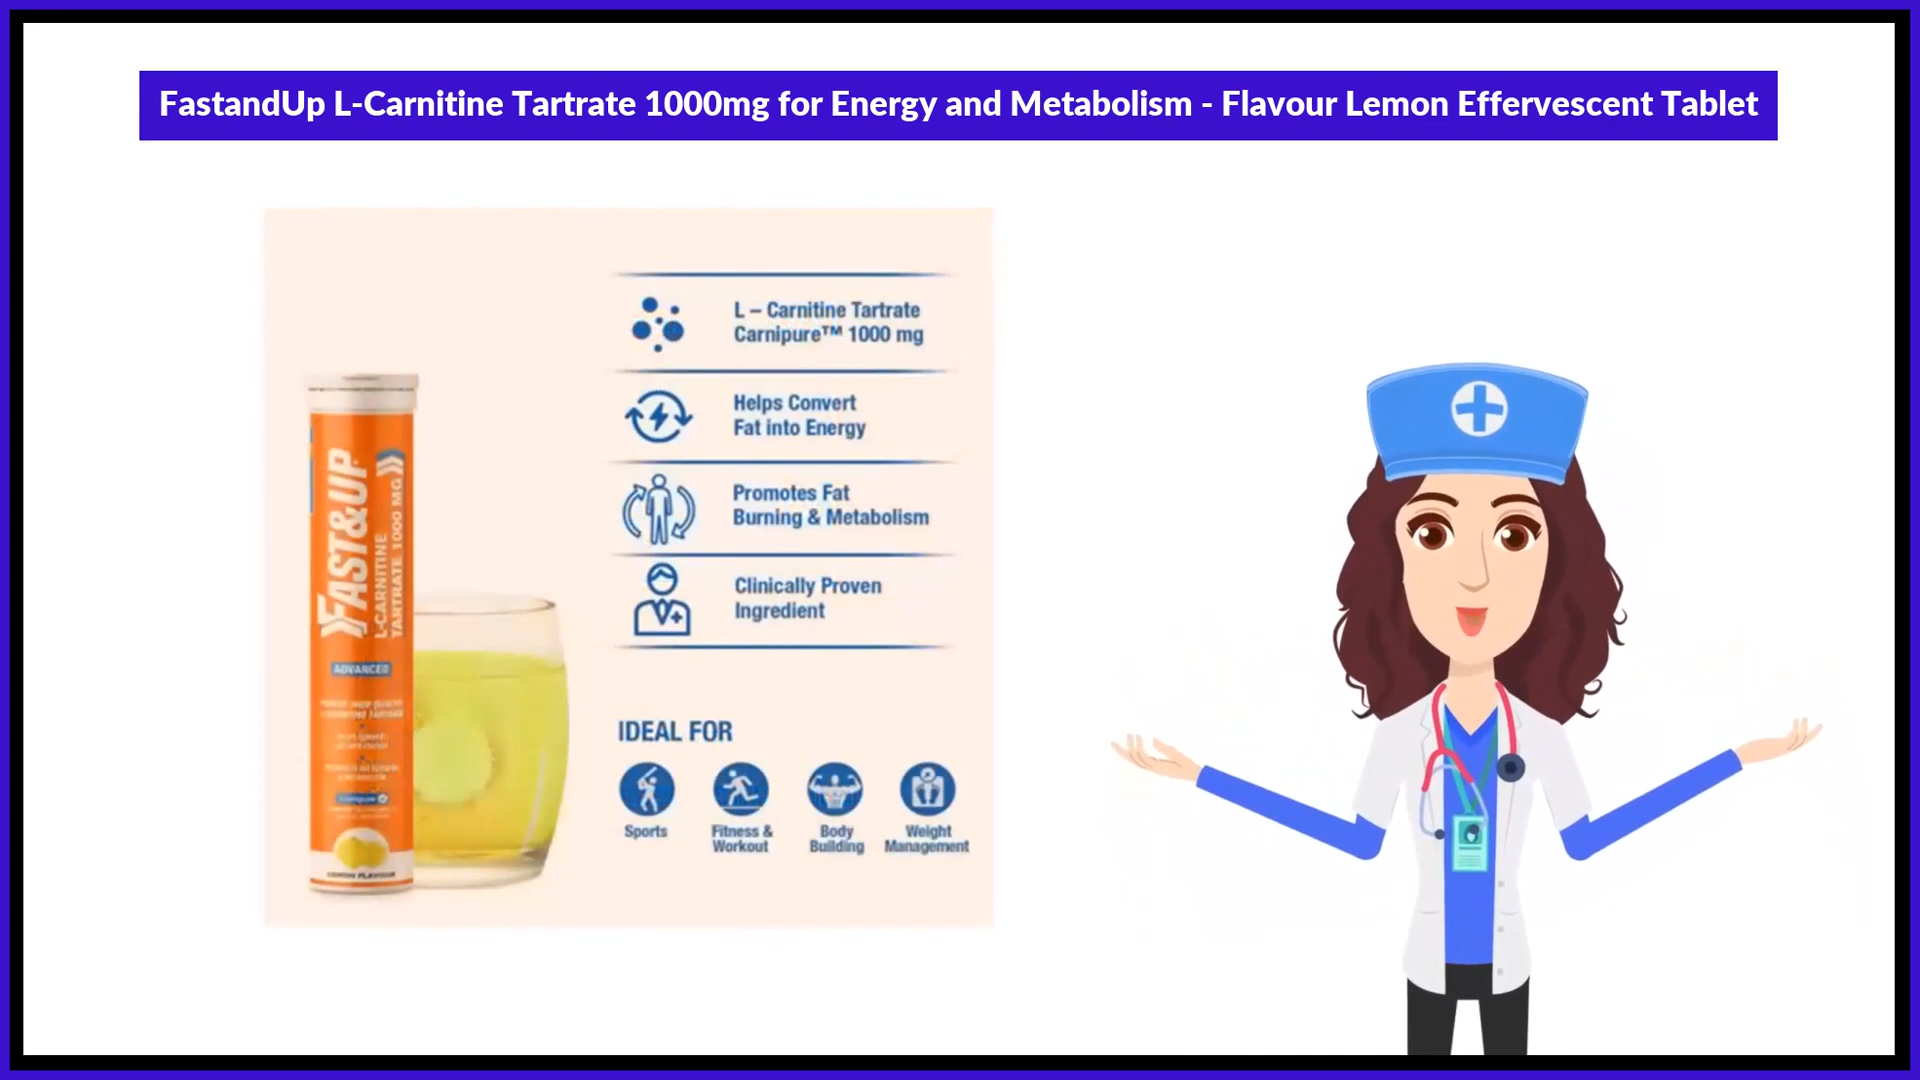 FastandUp L-Carnitine Tartrate 1000mg for Energy and Metabolism - Flavour Lemon Effervescent Tablet
L – Carnitine Tartrate
Carnipure™ 1000 mg
Helps Convert
Fat into Energy
Promotes Fat
Burning & Metabolism
Clinically Proven
Ingredient
FAST&UP
L-CARNITINE
TARTRATE 1000 MG
ADVANCED
LEMON FLAVOUR
IDEAL FOR
Sports
Fitness &
Workout
Body
Building
Weight
Management